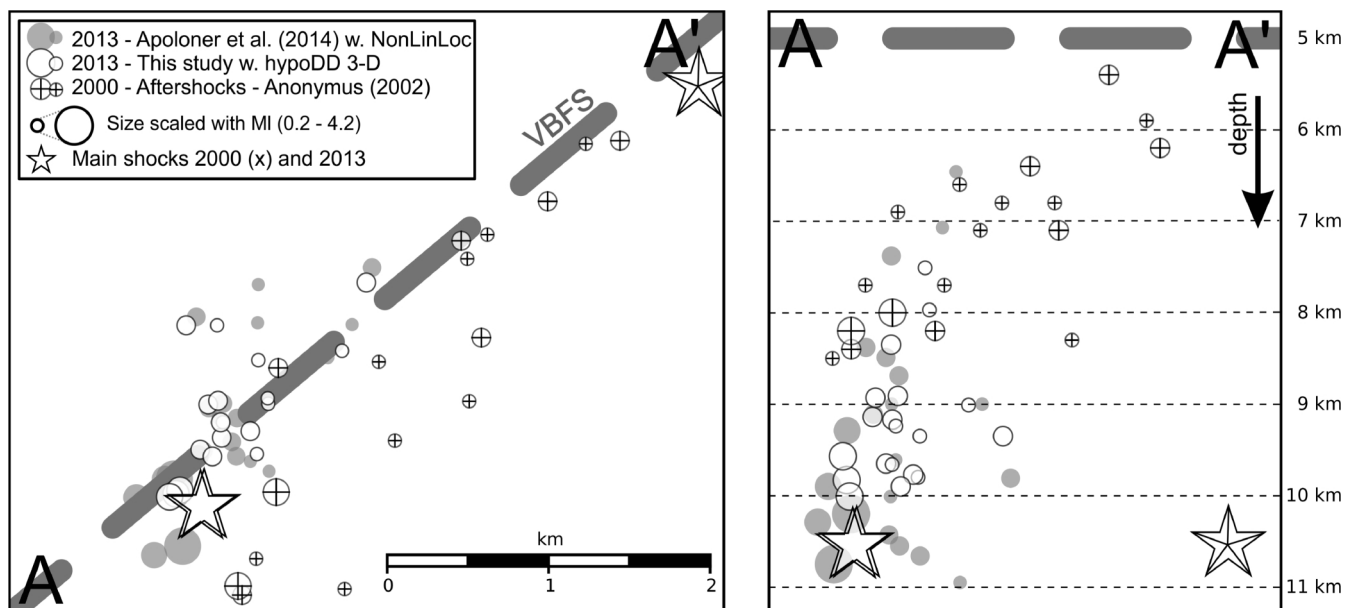 A'
2013 - Apoloner et al. (2014) w. NonLinLoc
2013 - This study w. hypoDD 3-D
2000 - Aftershocks - Anonymus (2002)
Size scaled with Ml (0.2 - 4.2)
Main shocks 2000 (x) and 2013
VBFS
km
0 1 2
A
A A'
depth
5 km
6 km
7 km
8 km
9 km
10 km
11 km